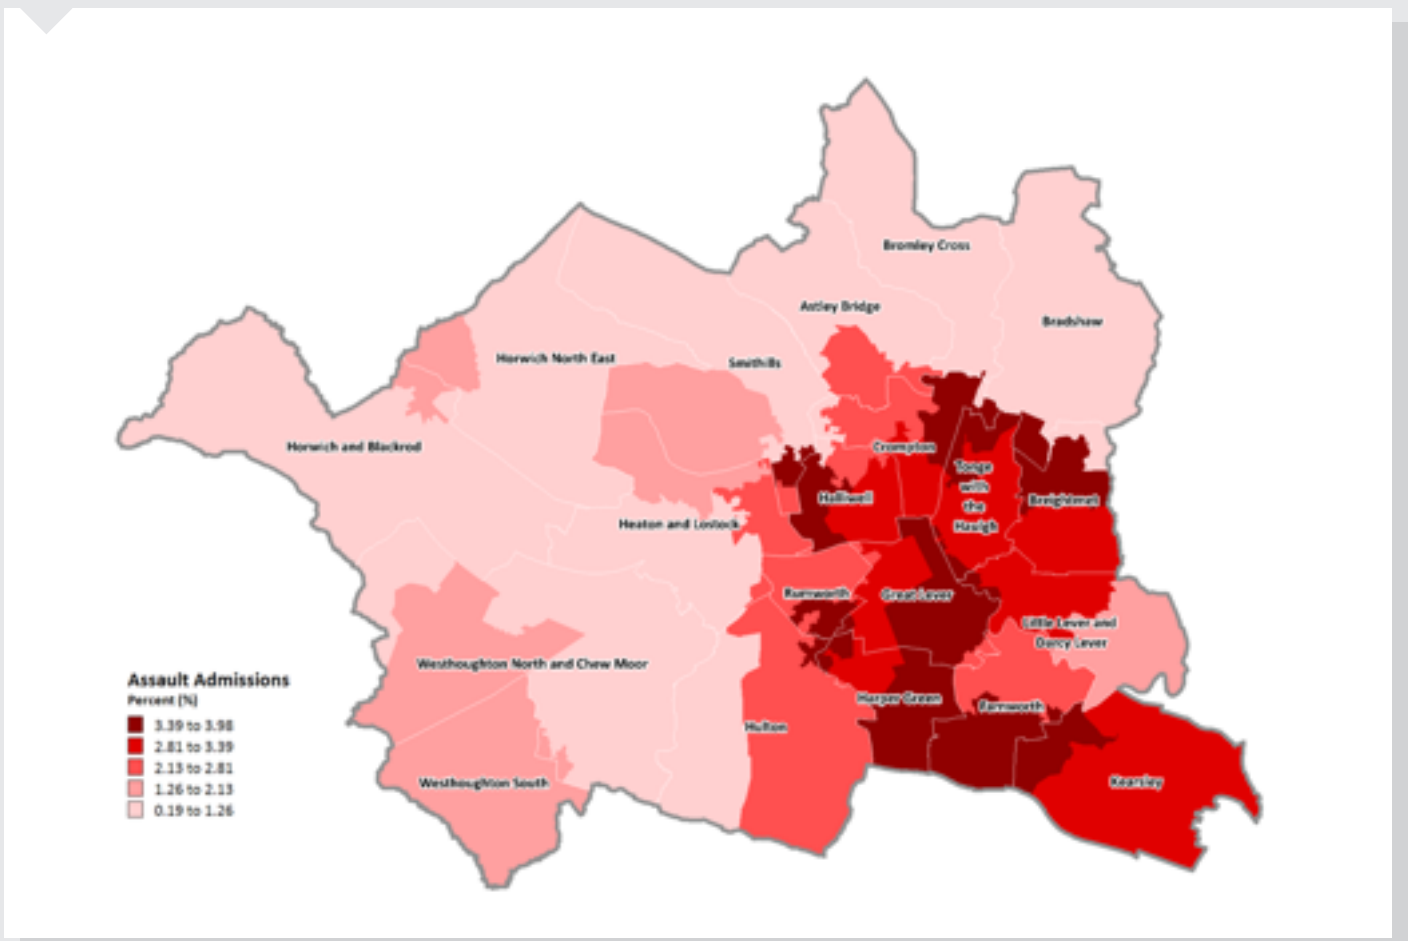 Bromley Cross
Astley Bridge
Bradshaw
Horwich North East
Smithills
Horwich and Blackrod
Crompton
Tonge
with
the
Haulgh
Halliwell
Breightmet
Heaton and Lostock
Rumworth
Great Lever
Little Lever and
Darcy Lever
Westhoughton North and Chew Moor
Harper Green
Farnworth
Hulton
Westhoughton South
Kearsley
Assault Admissions
Percent (%)
3.39 to 3.98
2.81 to 3.39
2.13 to 2.81
1.26 to 2.13
0.19 to 1.26